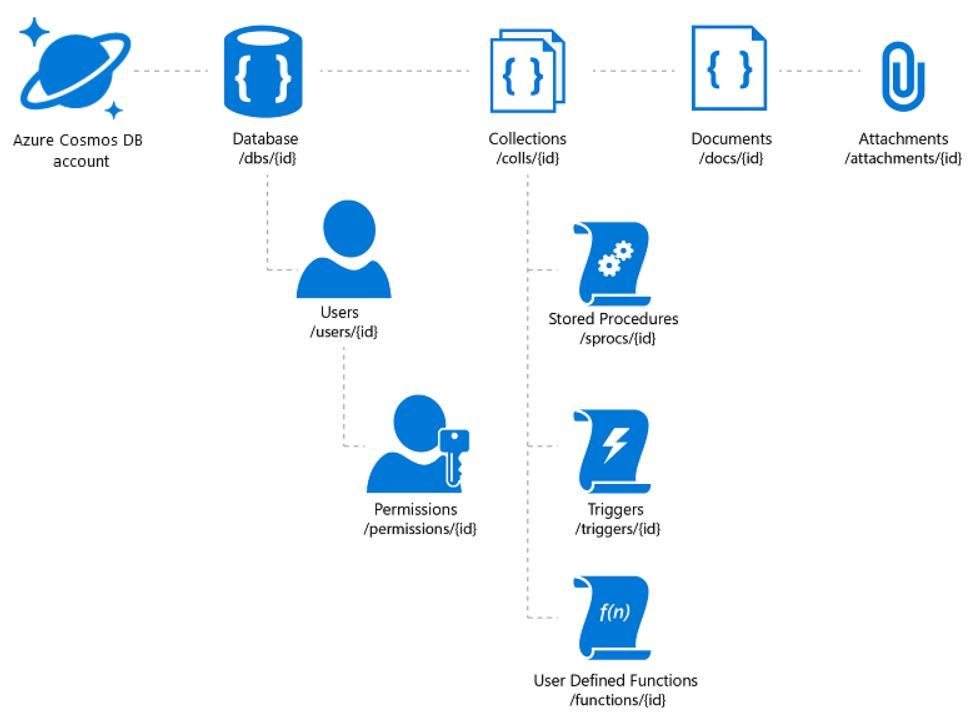 { }
{ }
{ }
Azure Cosmos DB
account
Database
/dbs/{id}
Collections
/colls/{id}
Documents
/docs/{id}
Attachments
/attachments/{id}
Users
/users/{id}
Stored Procedures
/sprocs/{id}
Permissions
/permissions/{id}
Triggers
/triggers/{id}
f(n)
User Defined Functions
/functions/{id}